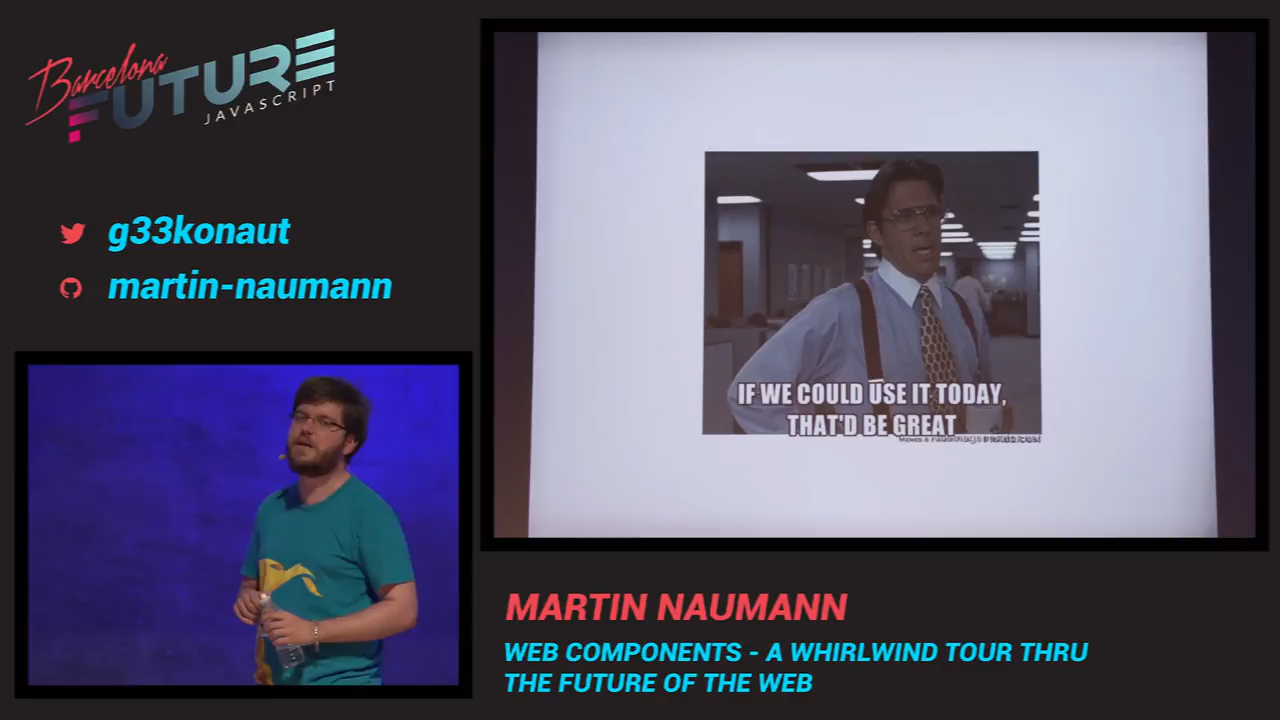 Barcelona
FUTURE
JAVASCRIPT
g33konaut
martin-naumann
IF WE COULD USE IT TODAY,
THAT'D BE GREAT
MARTIN NAUMANN
WEB COMPONENTS - A WHIRLWIND TOUR THRU
THE FUTURE OF THE WEB